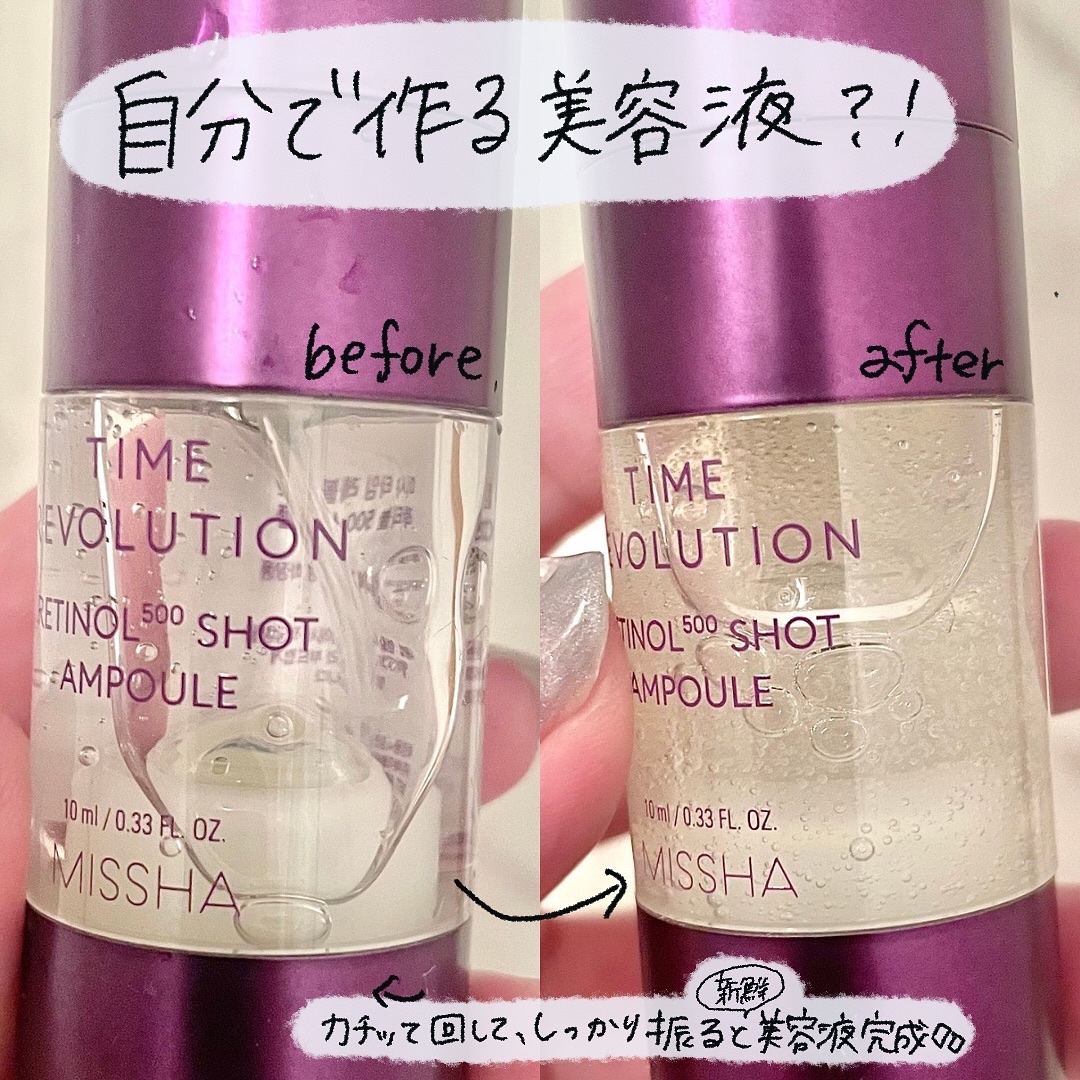 自分で作る美容液?!
before
TIME
REVOLUTION
RETINOL500 SHOT
AMPOULE
10 ml / 0.33 FL. OZ.
MISSHA
after
TIME
EVOLUTION
TINOL500 SHOT
AMPOULE
10 ml / 0.33 FL. OZ.
MISSHA
新鮮
カチッて回して、しっかり振ると美容液完成